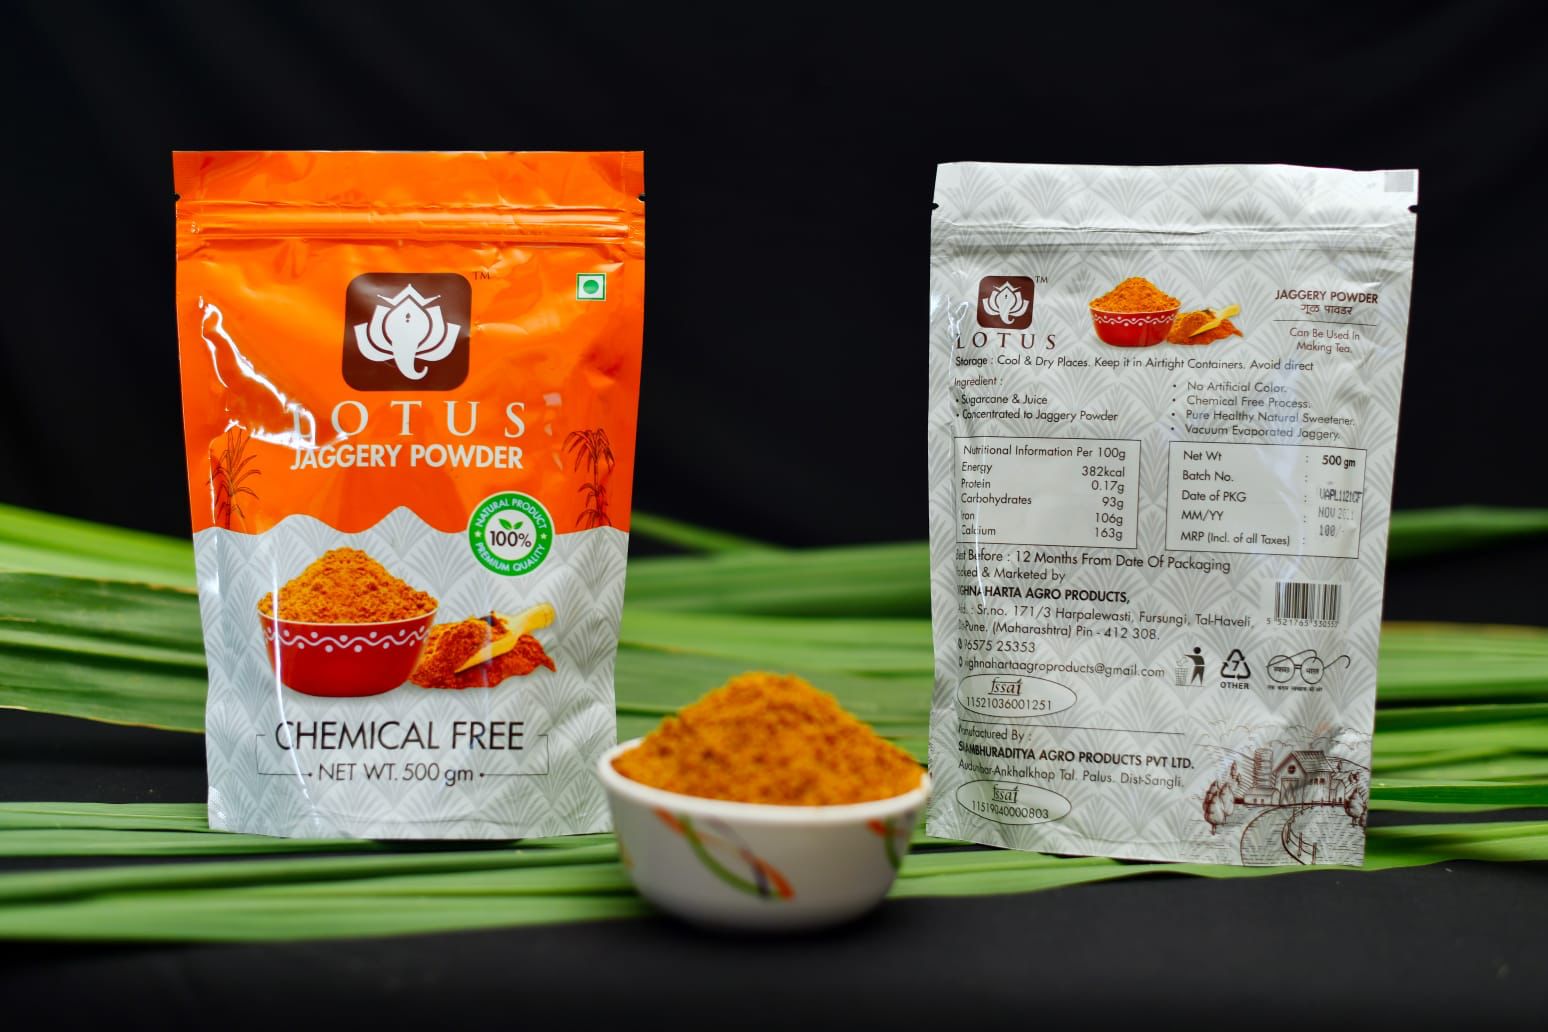 TM
LOTUS
JAGGERY POWDER
NATURAL PRODUCT
100%
PREMIUM QUALITY
CHEMICAL FREE
NET WT. 500 gm
TM
LOTUS
JAGGERY POWDER
गूळ पावडर
Can Be Used In
Making Tea.
Storage : Cool & Dry Places. Keep it in Airtight Containers. Avoid direct
Ingredient :
• Sugarcane & Juice
• Concentrated to Jaggery Powder
• No Artificial Color.
• Chemical Free Process.
• Pure Healthy Natural Sweetener.
• Vacuum Evaporated Jaggery.
Nutritional Information Per 100g
Energy 382kcal
Protein 0.17g
Carbohydrates 93g
Iron 106g
Calcium 163g
Net Wt : 500 gm
Batch No. :
Date of PKG :
MM/YY : NOV
MRP (Incl. of all Taxes) : 100/-
Best Before : 12 Months From Date Of Packaging
Packed & Marketed by
AGRO PRODUCTS,
Sr.no. 171/3 Harpalewasti, Fursungi, Tal-Haveli,
Pune. (Maharashtra) Pin - 412 308.
96575 25353
vighnahartaagroproducts@gmail.com
fssai
11521036001251
7
OTHER
स्वच्छ भारत
Manufactured By :
SHAMBHURADITYA AGRO PRODUCTS PVT LTD.
Audumbar-Ankhalkhop Tal. Palus. Dist-Sangli.
fssai
11519040000803